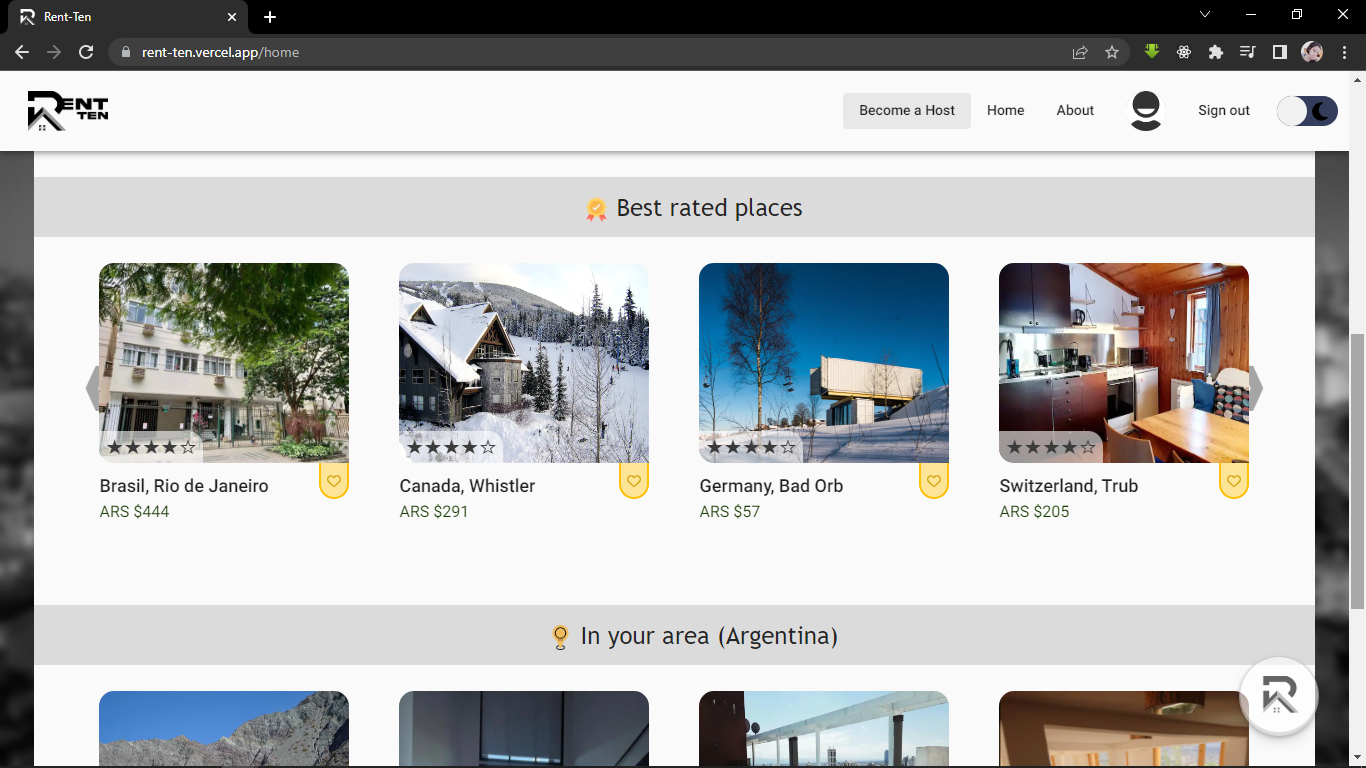 Rent-Ten
rent-ten.vercel.app/home
RENT
TEN
Become a Host
Home
About
Sign out
Best rated places
Brasil, Rio de Janeiro
ARS $444
Canada, Whistler
ARS $291
Germany, Bad Orb
ARS $57
Switzerland, Trub
ARS $205
In your area (Argentina)